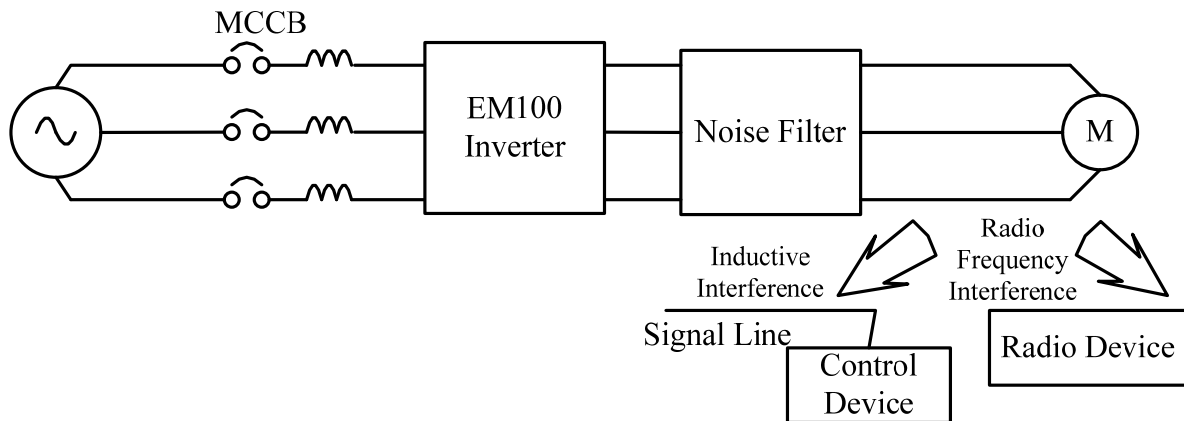 MCCB
EM100
Inverter
Noise Filter
M
Inductive
Interference
Radio
Frequency
Interference
Signal Line
Control
Device
Radio Device